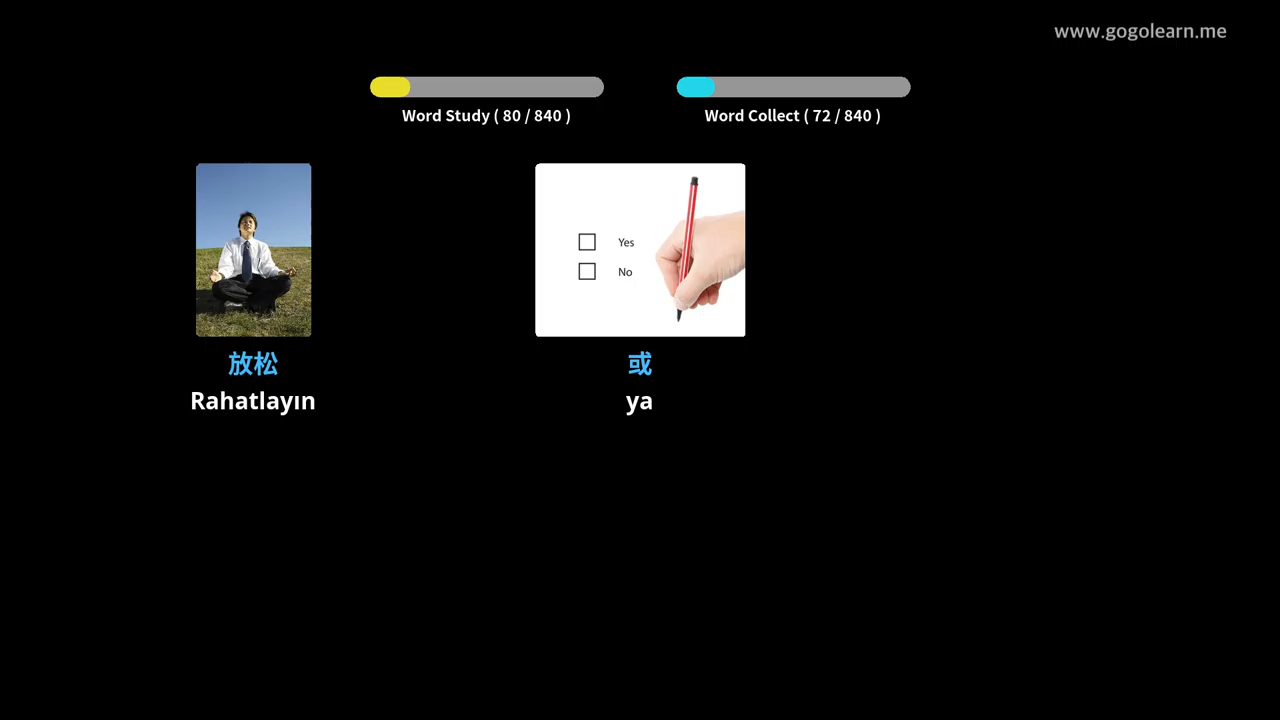 www.gogolearn.me
Word Study ( 80 / 840 )
Word Collect ( 72 / 840 )
Yes
No
放松
或
Rahatlayın
ya